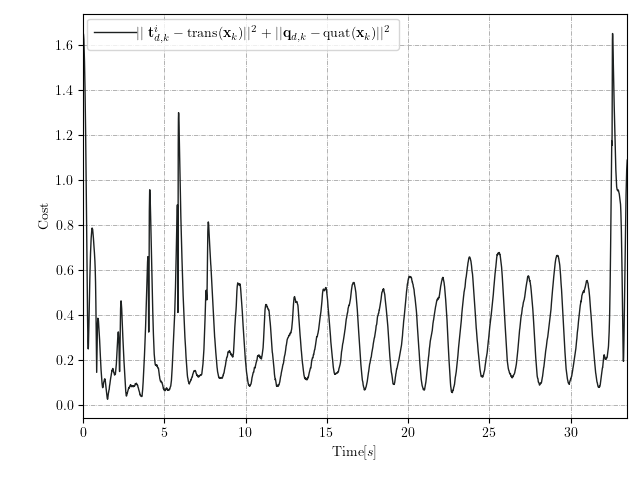 || t^i_{d,k} − trans(x_k)||^2 + ||q_{d,k} − quat(x_k)||^2
1.6
1.4
1.2
1.0
0.8
0.6
0.4
0.2
0.0
Cost
0 5 10 15 20 25 30
Time[s]